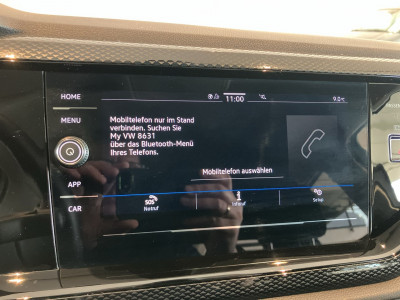 HOME
11:00
9.0°C
MENU
Mobiltelefon nur im Stand
verbinden. Suchen Sie
My VW 8631
über das Bluetooth-Menü
Ihres Telefons.
Mobiltelefon auswählen
APP
CAR
SOS
Notruf